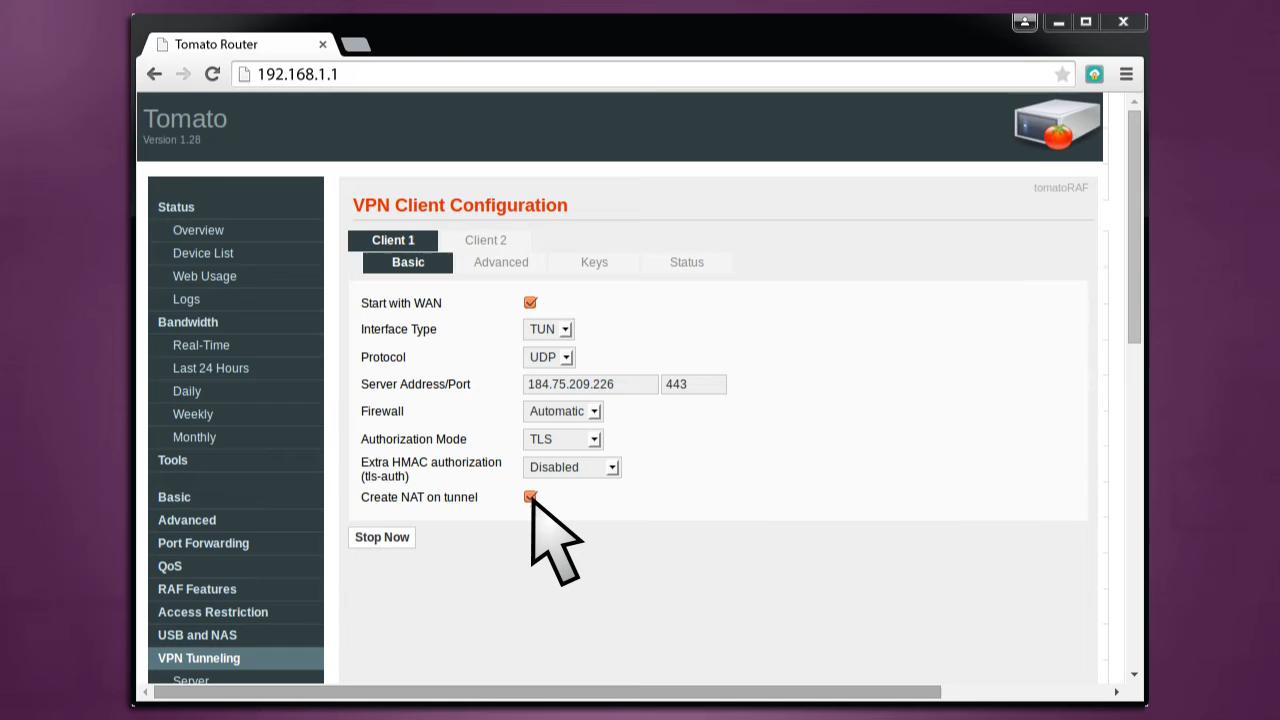 Tomato Router
192.168.1.1
Tomato
Version 1.28
tomatoRAF
Status
Overview
Device List
Web Usage
Logs
Bandwidth
Real-Time
Last 24 Hours
Daily
Weekly
Monthly
Tools
Basic
Advanced
Port Forwarding
QoS
RAF Features
Access Restriction
USB and NAS
VPN Tunneling
Server
VPN Client Configuration
Client 1 Client 2
Basic Advanced Keys Status
Start with WAN
Interface Type TUN
Protocol UDP
Server Address/Port 184.75.209.226 443
Firewall Automatic
Authorization Mode TLS
Extra HMAC authorization
(tls-auth) Disabled
Create NAT on tunnel
Stop Now